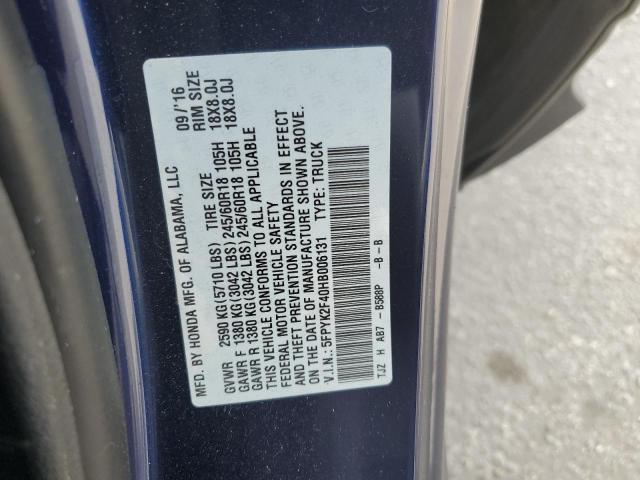 MFD. BY HONDA MFG. OF ALABAMA, LLC 09/'16
GVWR 2590 KG(5710 LBS) TIRE SIZE RIM SIZE
GAWR F 1380 KG(3042 LBS)245/60R18 105H 18X8.0J
GAWR R 1380 KG(3042 LBS)245/60R18 105H 18X8.0J
THIS VEHICLE CONFORMS TO ALL APPLICABLE
FEDERAL MOTOR VEHICLE SAFETY
AND THEFT PREVENTION STANDARDS IN EFFECT
ON THE DATE OF MANUFACTURE SHOWN ABOVE.
V.I.N.: 5FPYK2F40HB006131 TYPE: TRUCK
TJZ H AB7 - B588P -B-B